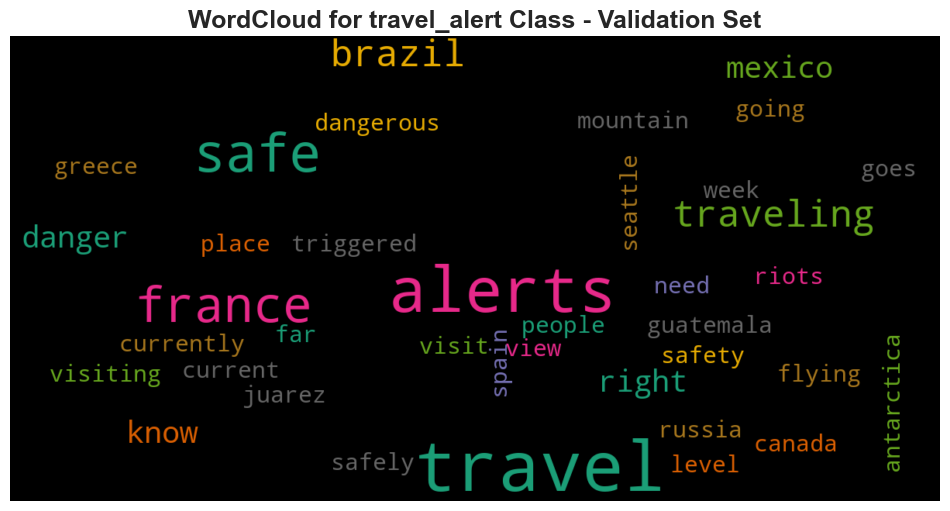 WordCloud for travel_alert Class - Validation Set
brazil
mexico
going
dangerous
mountain
safe
greece
seattle
goes
week
traveling
danger
place
triggered
alerts
need
riots
france
people
guatemala
far
currently
visit
view
spain
safety
visiting
current
right
flying
antarctica
juarez
know
russia
canada
safely
travel
level